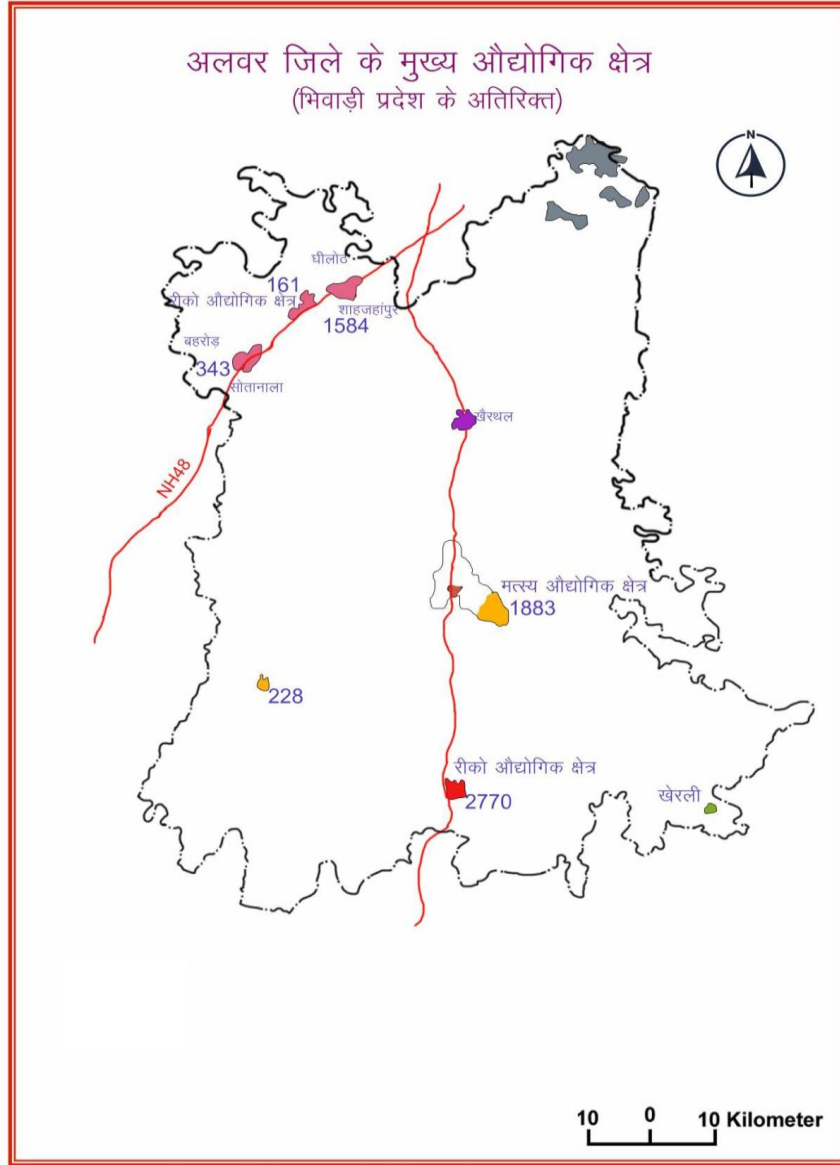 अलवर जिले के मुख्य औद्योगिक क्षेत्र
(भिवाड़ी प्रदेश के अतिरिक्त)
N
घीलोठ
161
रीको औद्योगिक क्षेत्र
शाहजहांपुर
1584
बहरोड़
343
सोतानाला
खैरथल
NH48
मत्स्य औद्योगिक क्षेत्र
1883
228
रीको औद्योगिक क्षेत्र
2770
खेरली
10 0 10 Kilometer